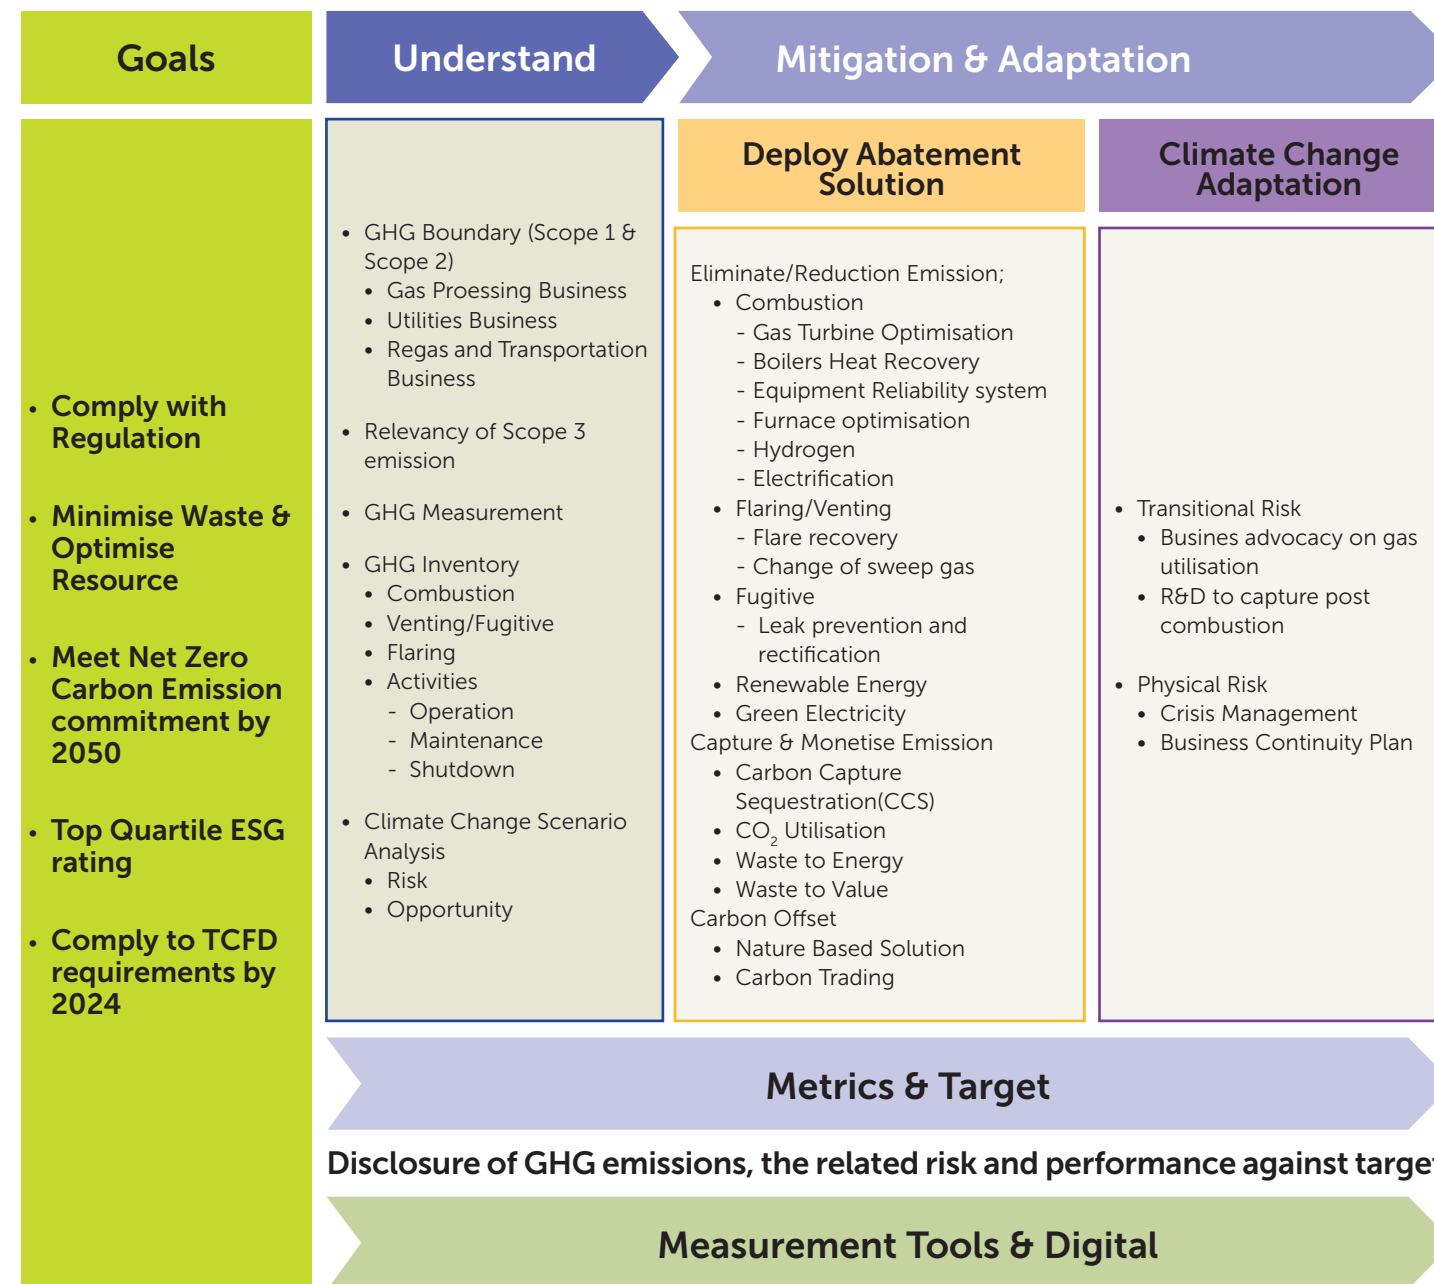 Goals
Understand
Mitigation & Adaptation
• Comply with
Regulation
• Minimise Waste &
Optimise
Resource
• Meet Net Zero
Carbon Emission
commitment by
2050
• Top Quartile ESG
rating
• Comply to TCFD
requirements by
2024
• GHG Boundary (Scope 1 &
Scope 2)
• Gas Proessing Business
• Utilities Business
• Regas and Transportation
Business
• Relevancy of Scope 3
emission
• GHG Measurement
• GHG Inventory
• Combustion
• Venting/Fugitive
• Flaring
• Activities
- Operation
- Maintenance
- Shutdown
• Climate Change Scenario
Analysis
• Risk
• Opportunity
Deploy Abatement
Solution
Eliminate/Reduction Emission;
• Combustion
- Gas Turbine Optimisation
- Boilers Heat Recovery
- Equipment Reliability system
- Furnace optimisation
- Hydrogen
- Electrification
• Flaring/Venting
- Flare recovery
- Change of sweep gas
• Fugitive
- Leak prevention and
rectification
• Renewable Energy
• Green Electricity
Capture & Monetise Emission
• Carbon Capture
Sequestration(CCS)
• CO₂ Utilisation
• Waste to Energy
• Waste to Value
Carbon Offset
• Nature Based Solution
• Carbon Trading
Climate Change
Adaptation
• Transitional Risk
• Busines advocacy on gas
utilisation
• R&D to capture post
combustion
• Physical Risk
• Crisis Management
• Business Continuity Plan
Metrics & Target
Disclosure of GHG emissions, the related risk and performance against target
Measurement Tools & Digital